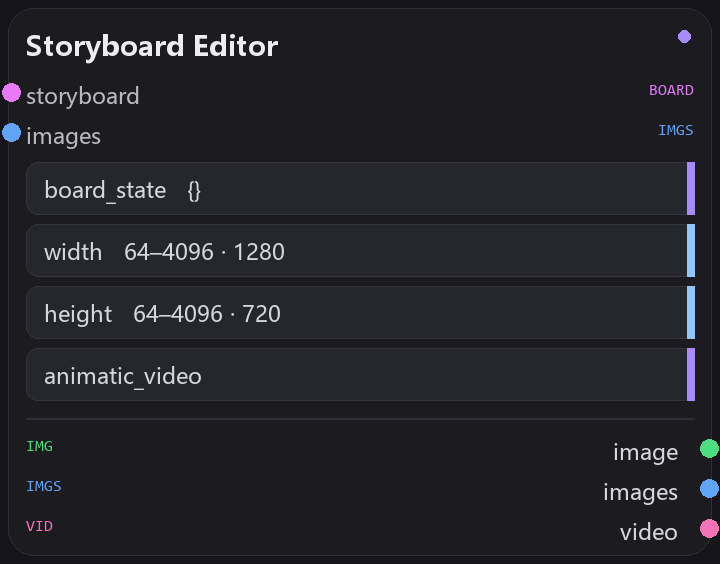 Storyboard Editor
storyboard BOARD
images IMGS
board_state {}
width 64–4096 · 1280
height 64–4096 · 720
animatic_video
IMG image
IMGS images
VID video